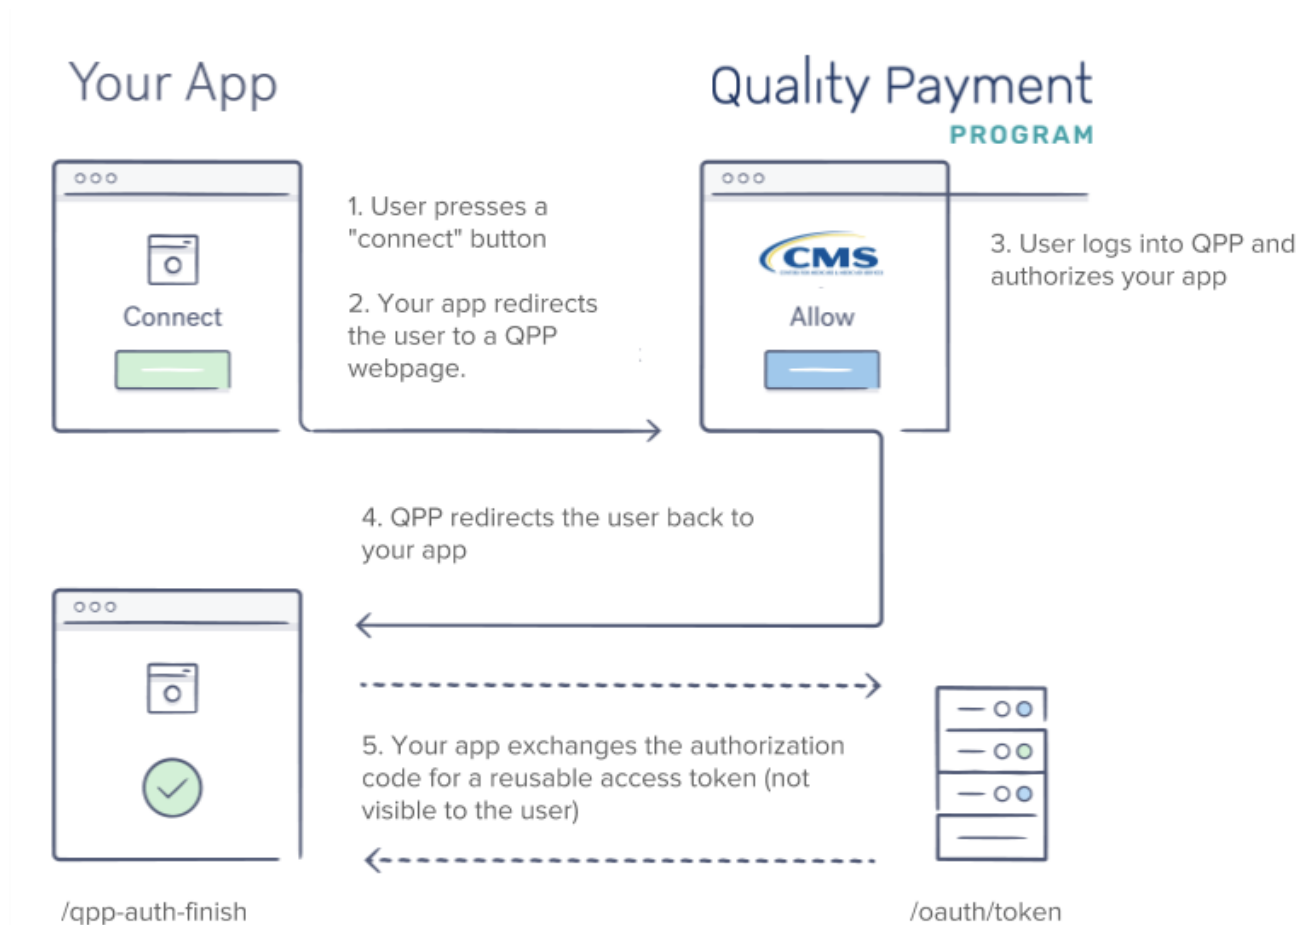 Your App
Quality Payment
PROGRAM
1. User presses a
"connect" button
2. Your app redirects
the user to a QPP
webpage.
Connect
CMS
Allow
3. User logs into QPP and
authorizes your app
4. QPP redirects the user back to
your app
5. Your app exchanges the authorization
code for a reusable access token (not
visible to the user)
/qpp-auth-finish
/oauth/token